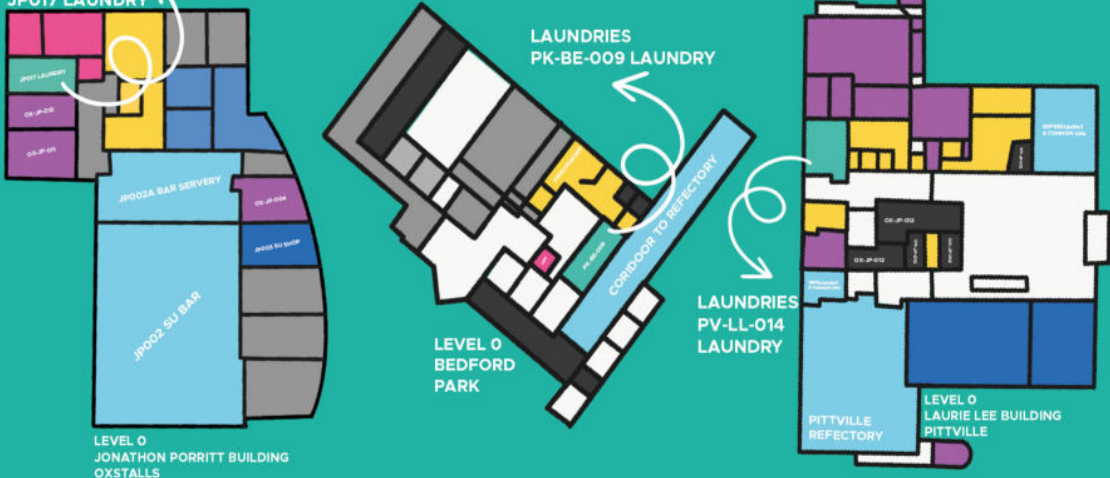 JP017 LAUNDRY
JP017 LAUNDRY
OX-JP-012
OX-JP-011
JP002A BAR SERVERY
OX-JP-004
JP003 SU SHOP
JP002 SU BAR
LEVEL 0
JONATHON PORRITT BUILDING
OXSTALLS
LAUNDRIES
PK-BE-009 LAUNDRY
PK-BE-009
LIFT
CORIDOOR TO REFECTORY
LEVEL 0
BEDFORD
PARK
LAUNDRIES
PV-LL-014
LAUNDRY
OX-JP-012
OX-JP-012
PITTVILLE
REFECTORY
LEVEL 0
LAURIE LEE BUILDING
PITTVILLE